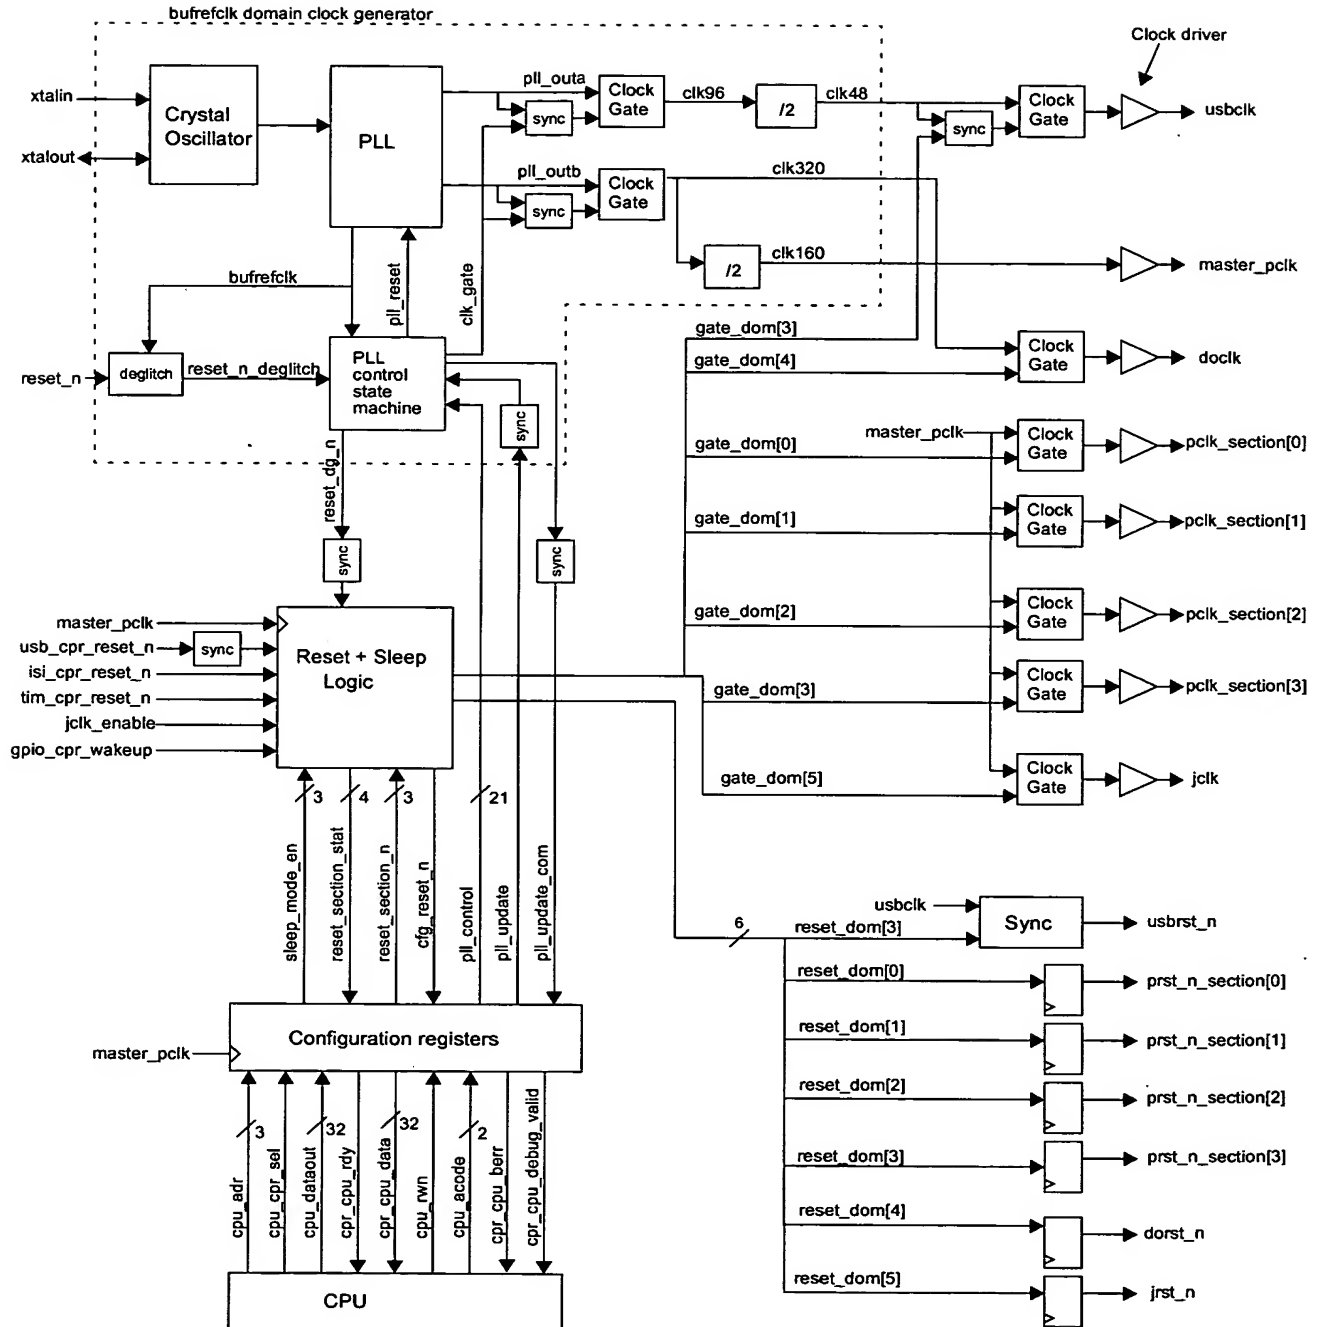 bufrefclk domain clock generator
Clock driver
xtalin
xtalout
Crystal
Oscillator
PLL
pll_outa
sync
Clock
Gate
clk96
/2
clk48
sync
Clock
Gate
usbclk
pll_outb
sync
Clock
Gate
clk320
/2
clk160
master_pclk
bufrefclk
pll_reset
clk_gate
reset_n
deglitch
reset_n_deglitch
PLL
control
state
machine
sync
gate_dom[3]
gate_dom[4]
Clock
Gate
doclk
master_pclk
gate_dom[0]
Clock
Gate
pclk_section[0]
reset_dg_n
gate_dom[1]
Clock
Gate
pclk_section[1]
sync
sync
gate_dom[2]
Clock
Gate
pclk_section[2]
master_pclk
usb_cpr_reset_n
sync
isi_cpr_reset_n
tim_cpr_reset_n
jclk_enable
gpio_cpr_wakeup
Reset + Sleep
Logic
gate_dom[3]
Clock
Gate
pclk_section[3]
gate_dom[5]
Clock
Gate
jclk
3
4
3
21
sleep_mode_en
reset_section_stat
reset_section_n
cfg_reset_n
pll_control
pll_update
pll_update_com
6
usbclk
reset_dom[3]
Sync
usbrst_n
reset_dom[0]
prst_n_section[0]
reset_dom[1]
prst_n_section[1]
reset_dom[2]
prst_n_section[2]
reset_dom[3]
prst_n_section[3]
reset_dom[4]
dorst_n
reset_dom[5]
jrst_n
Configuration registers
master_pclk
3
32
32
2
cpu_adr
cpu_cpr_sel
cpu_dataout
cpr_cpu_rdy
cpr_cpu_data
cpu_rwn
cpu_acode
cpr_cpu_berr
cpr_cpu_debug_valid
CPU